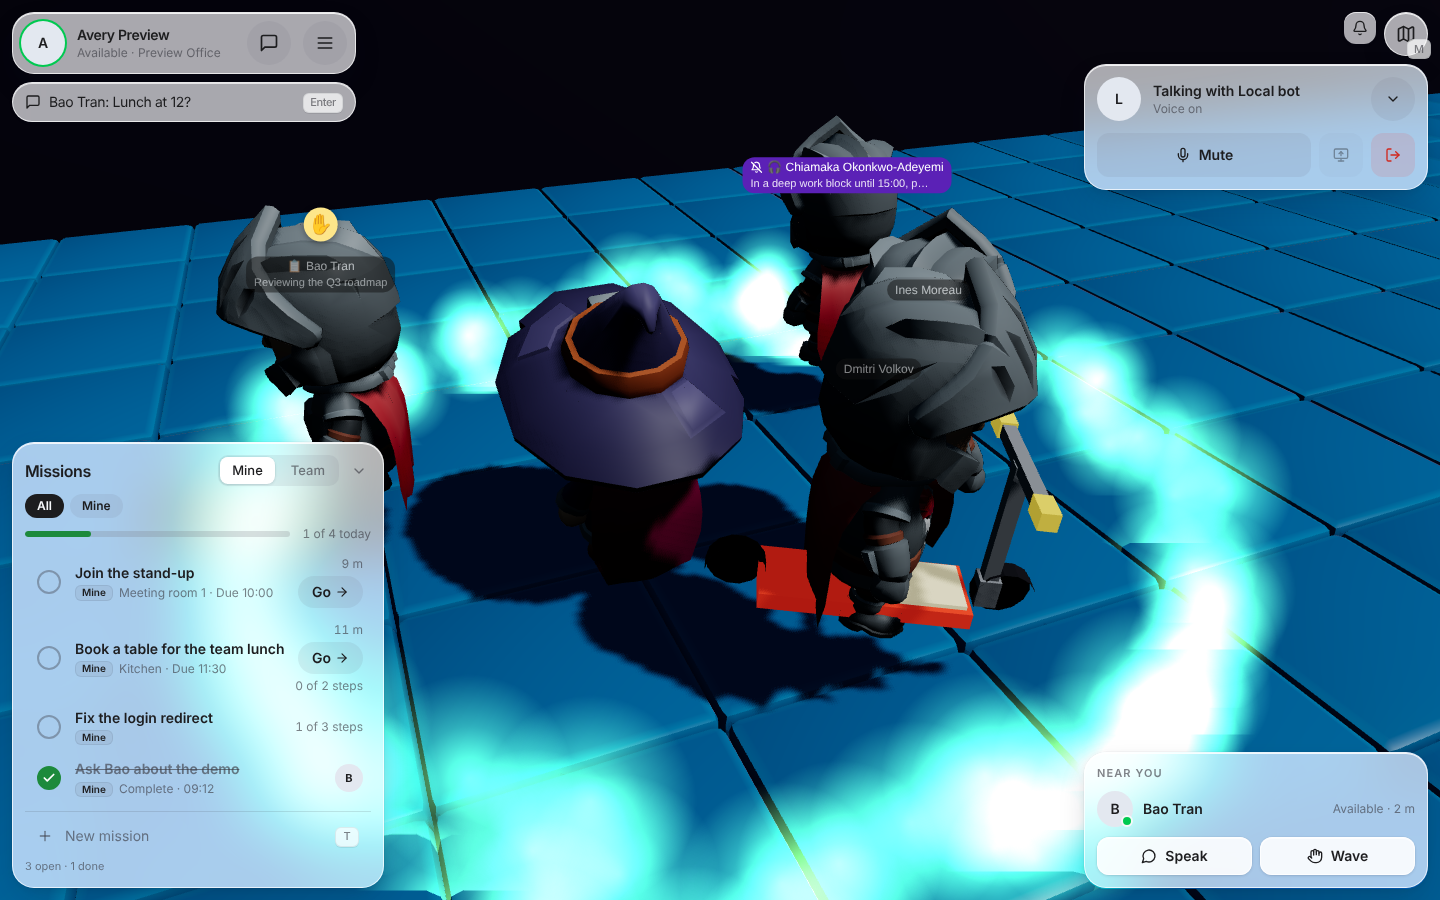 A
Avery Preview
Available · Preview Office
Bao Tran: Lunch at 12?
Enter
M
L
Talking with Local bot
Voice on
Mute
Chiamaka Okonkwo-Adeyemi
In a deep work block until 15:00, p…
Bao Tran
Reviewing the Q3 roadmap
Ines Moreau
Dmitri Volkov
Missions
Mine
Team
All
Mine
1 of 4 today
Join the stand-up
Mine
Meeting room 1 · Due 10:00
9 m
Go
Book a table for the team lunch
Mine
Kitchen · Due 11:30
11 m
Go
0 of 2 steps
Fix the login redirect
Mine
1 of 3 steps
Ask Bao about the demo
Mine
Complete · 09:12
B
New mission
T
3 open · 1 done
NEAR YOU
B
Bao Tran
Available · 2 m
Speak
Wave